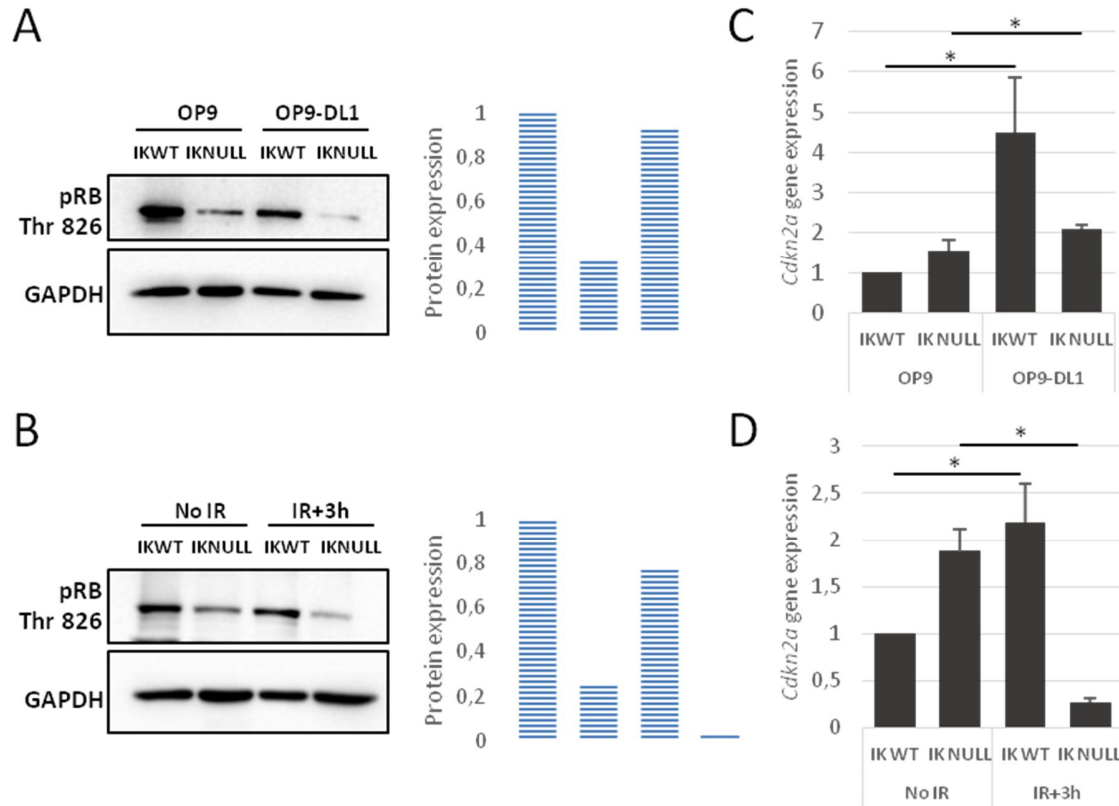 A
OP9 OP9-DL1
IKWT IKNULL IKWT IKNULL
pRB
Thr 826
GAPDH
Protein expression
1
0,8
0,6
0,4
0,2
0
B
No IR IR+3h
IKWT IKNULL IKWT IKNULL
pRB
Thr 826
GAPDH
Protein expression
1
0,8
0,6
0,4
0,2
0
C
Cdkn2a gene expression
7
6
5
4
3
2
1
0
*
*
IKWT IKNULL IKWT IKNULL
OP9 OP9-DL1
D
Cdkn2a gene expression
3
2,5
2
1,5
1
0,5
0
*
*
IKWT IKNULL IKWT IKNULL
No IR IR+3h